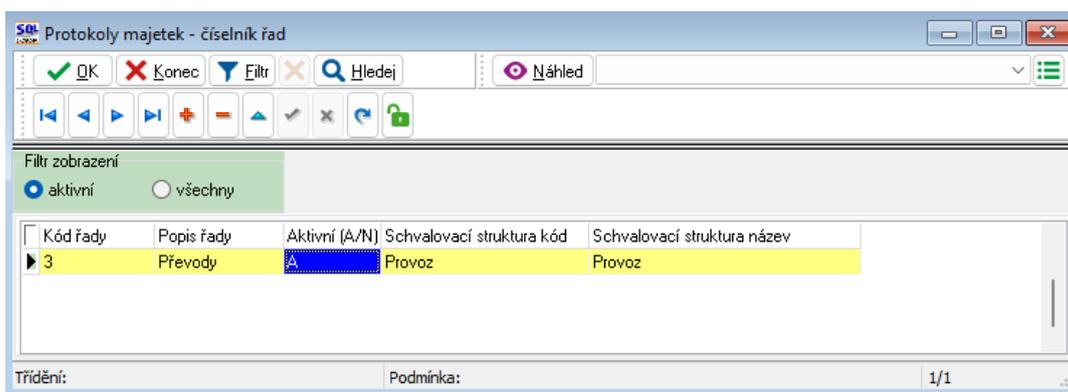 SQL Protokoly majetek - číselník řad
OK Konec Filtr Hledej Náhled
Filtr zobrazení
aktivní všechny
Kód řady Popis řady Aktivní (A/N) Schvalovací struktura kód Schvalovací struktura název
3 Převody A Provoz Provoz
Třídění: Podmínka: 1/1